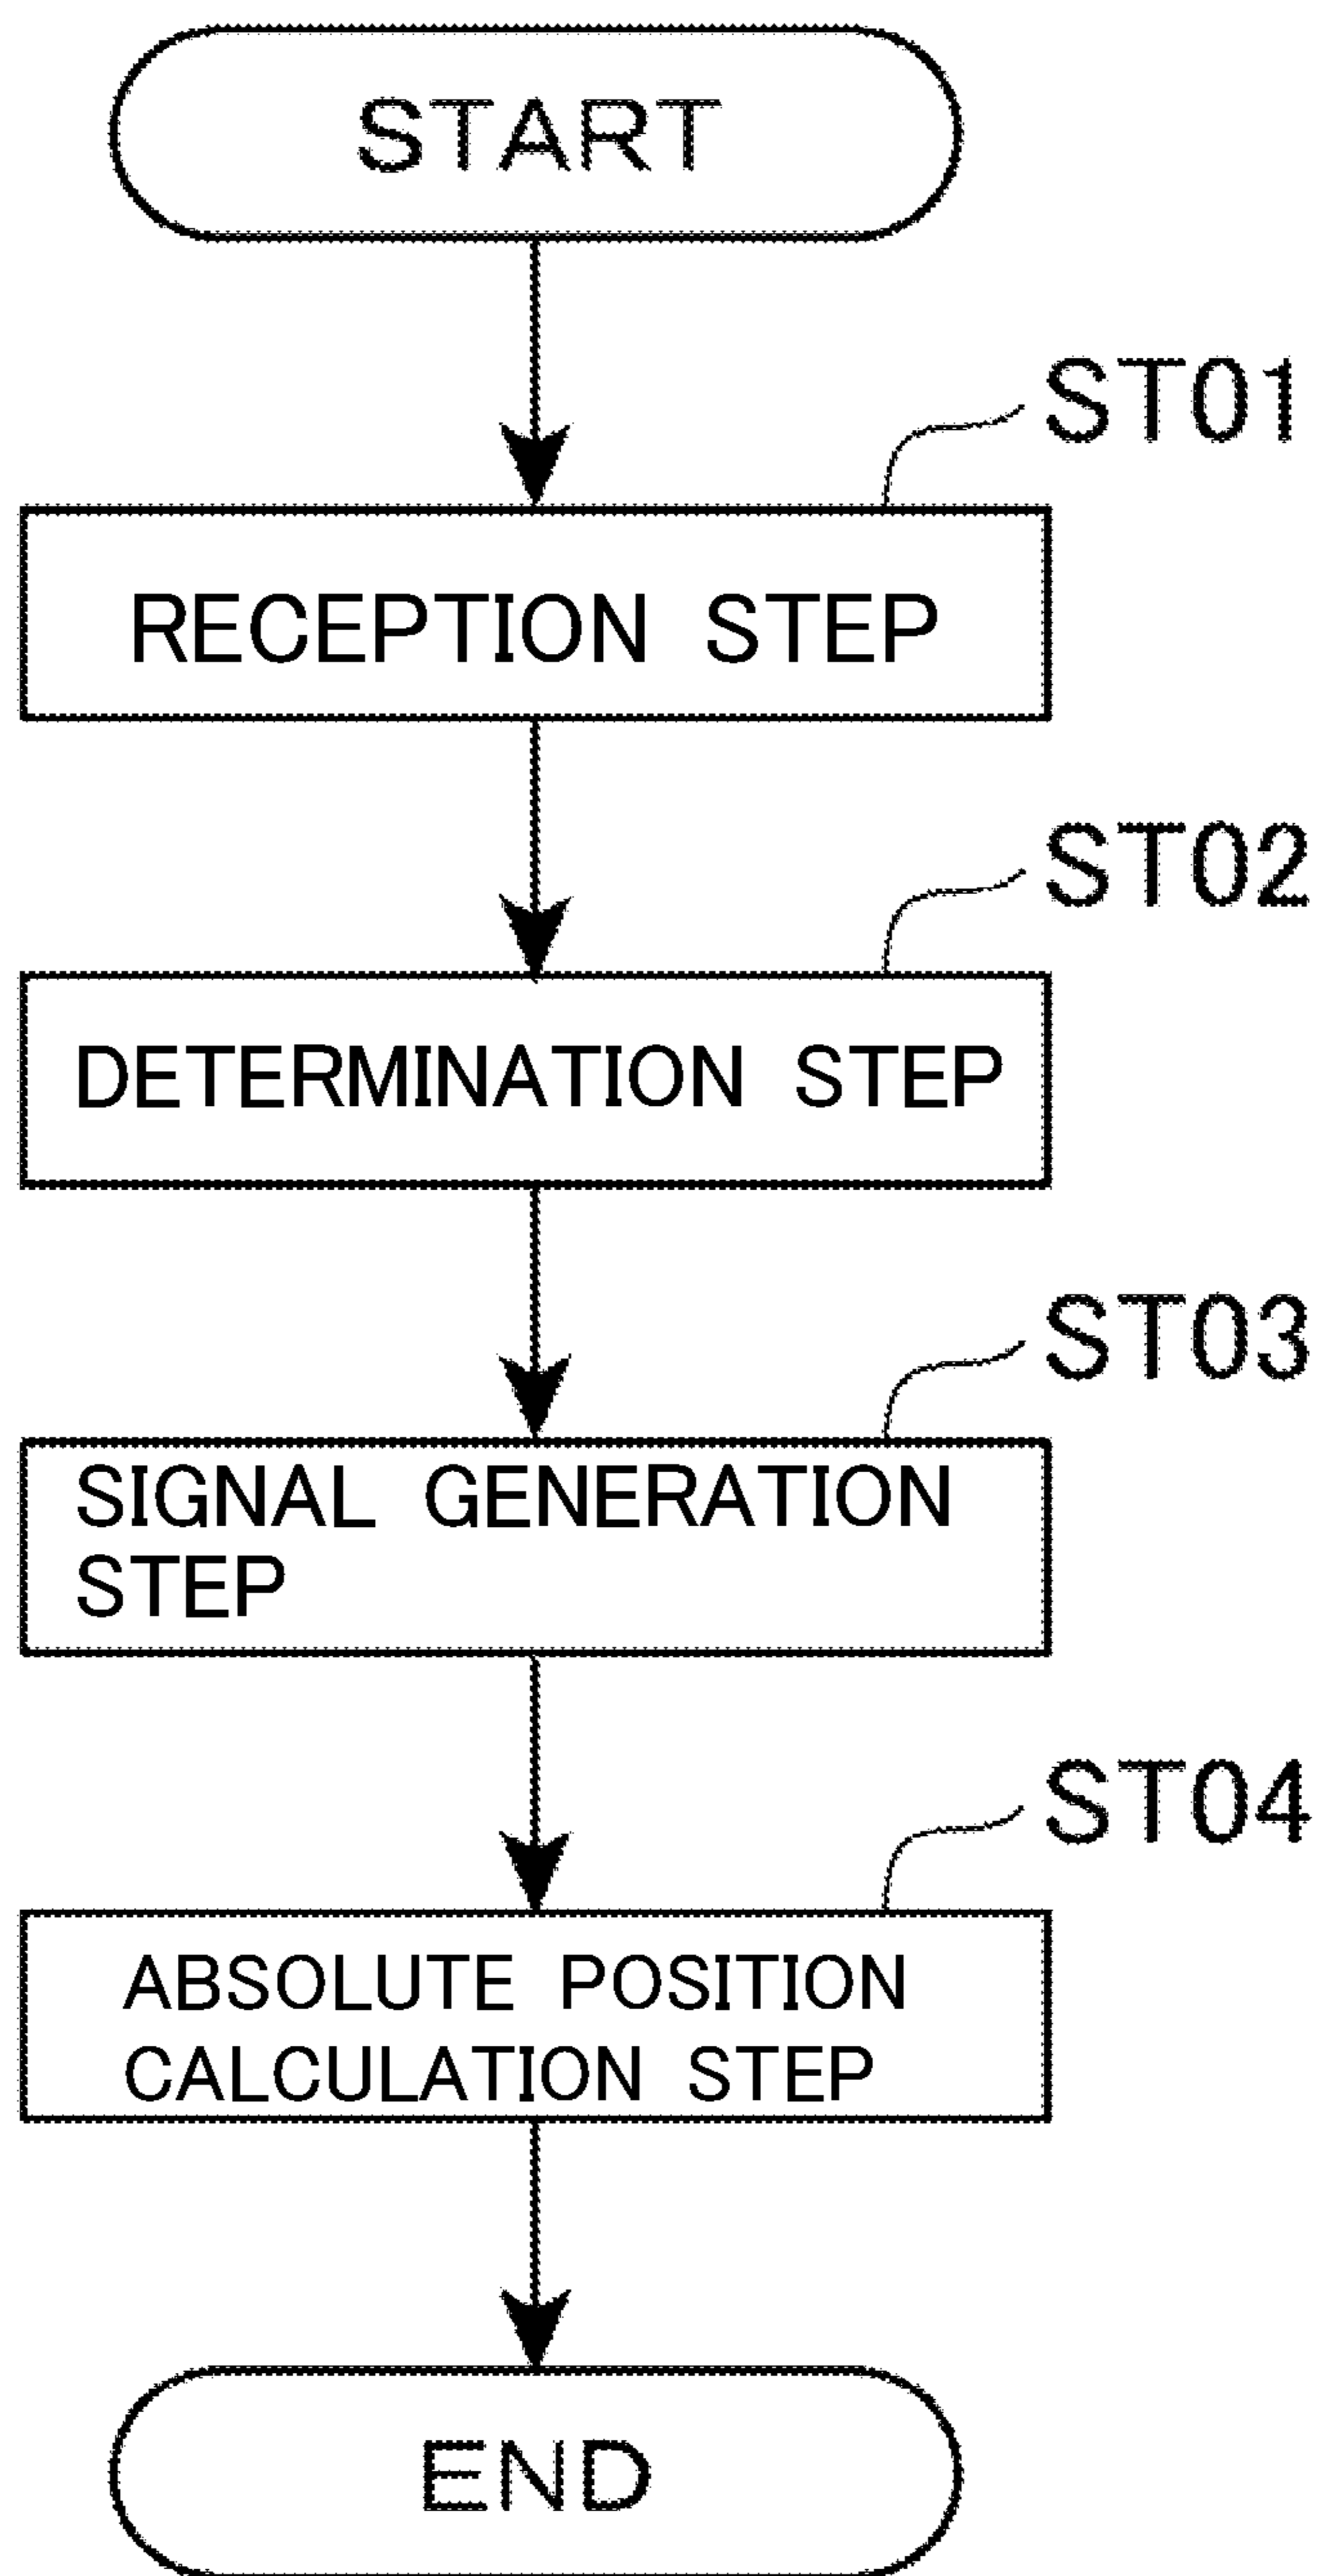 START
ST01
RECEPTION STEP
ST02
DETERMINATION STEP
ST03
SIGNAL GENERATION
STEP
ST04
ABSOLUTE POSITION
CALCULATION STEP
END